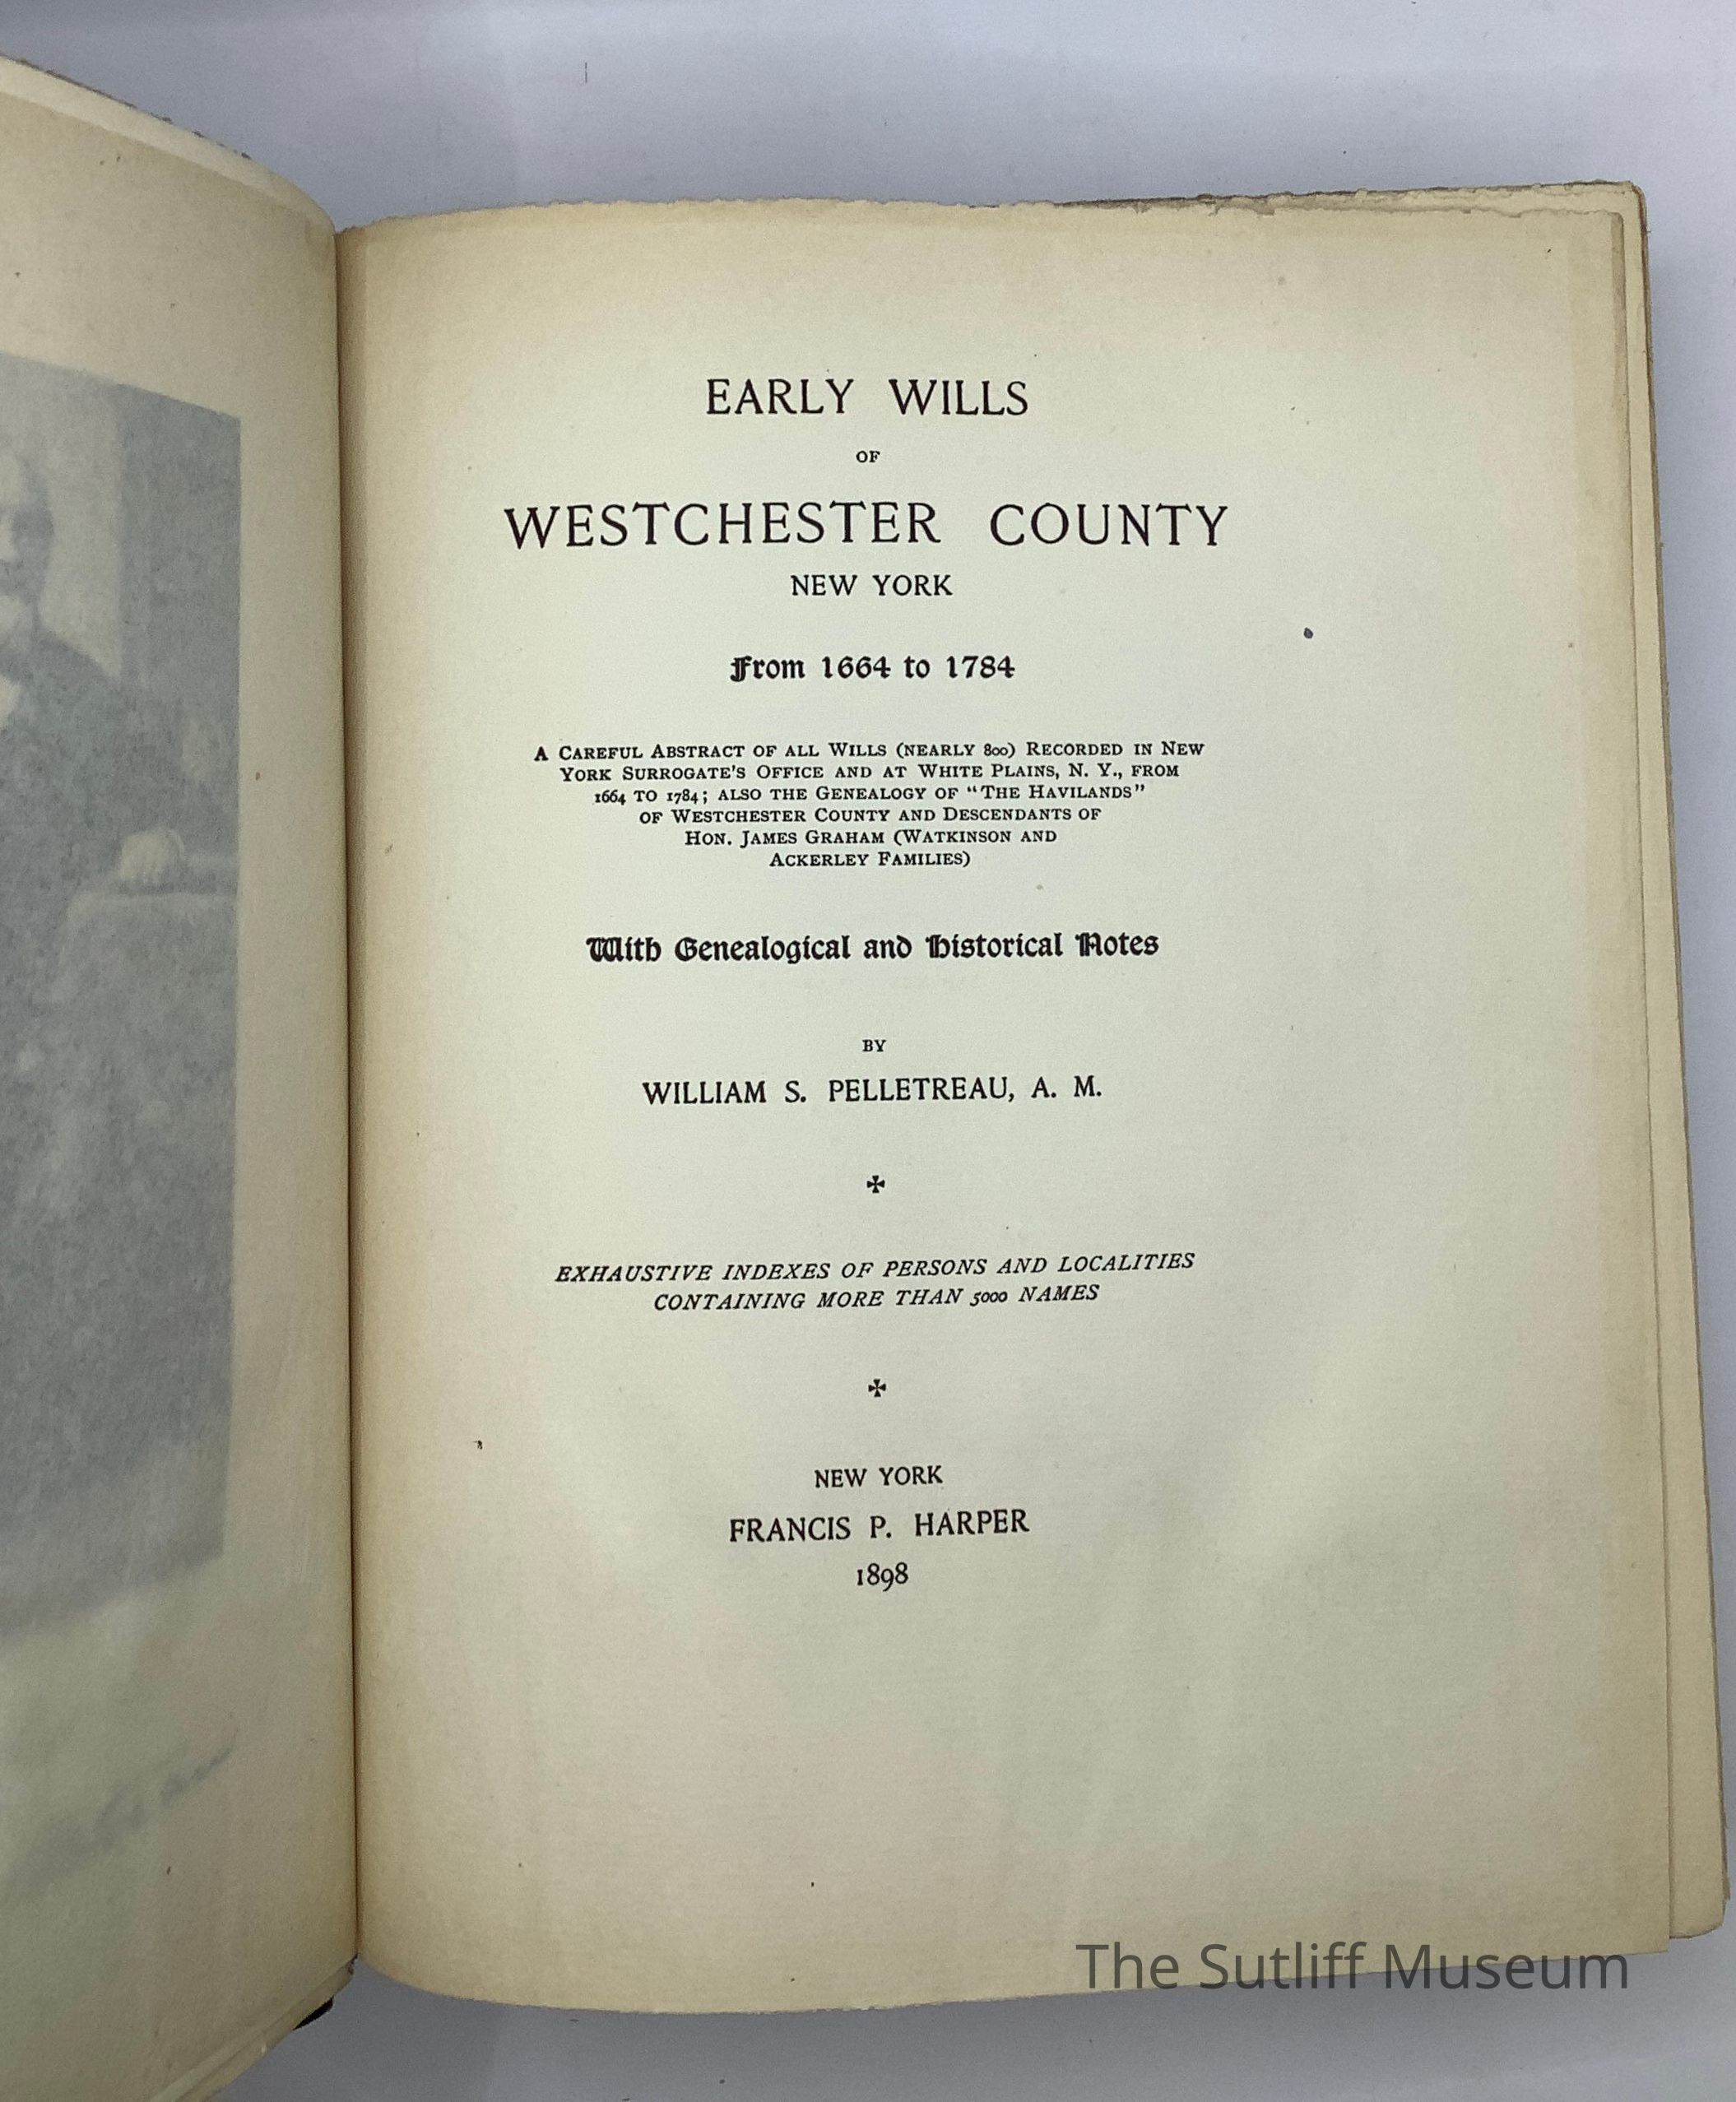 EARLY WILLS
OF
WESTCHESTER COUNTY
NEW YORK
From 1664 to 1784
A CAREFUL ABSTRACT OF ALL WILLS (NEARLY 800) RECORDED IN NEW
YORK SURROGATE'S OFFICE AND AT WHITE PLAINS, N. Y., FROM
1664 TO 1784; ALSO THE GENEALOGY OF "THE HAVILANDS"
OF WESTCHESTER COUNTY AND DESCENDANTS OF
HON. JAMES GRAHAM (WATKINSON AND
ACKERLEY FAMILIES)
With Genealogical and Historical Notes
BY
WILLIAM S. PELLETREAU, A. M.
EXHAUSTIVE INDEXES OF PERSONS AND LOCALITIES
CONTAINING MORE THAN 5000 NAMES
NEW YORK
FRANCIS P. HARPER
1898
The Sutliff Museum